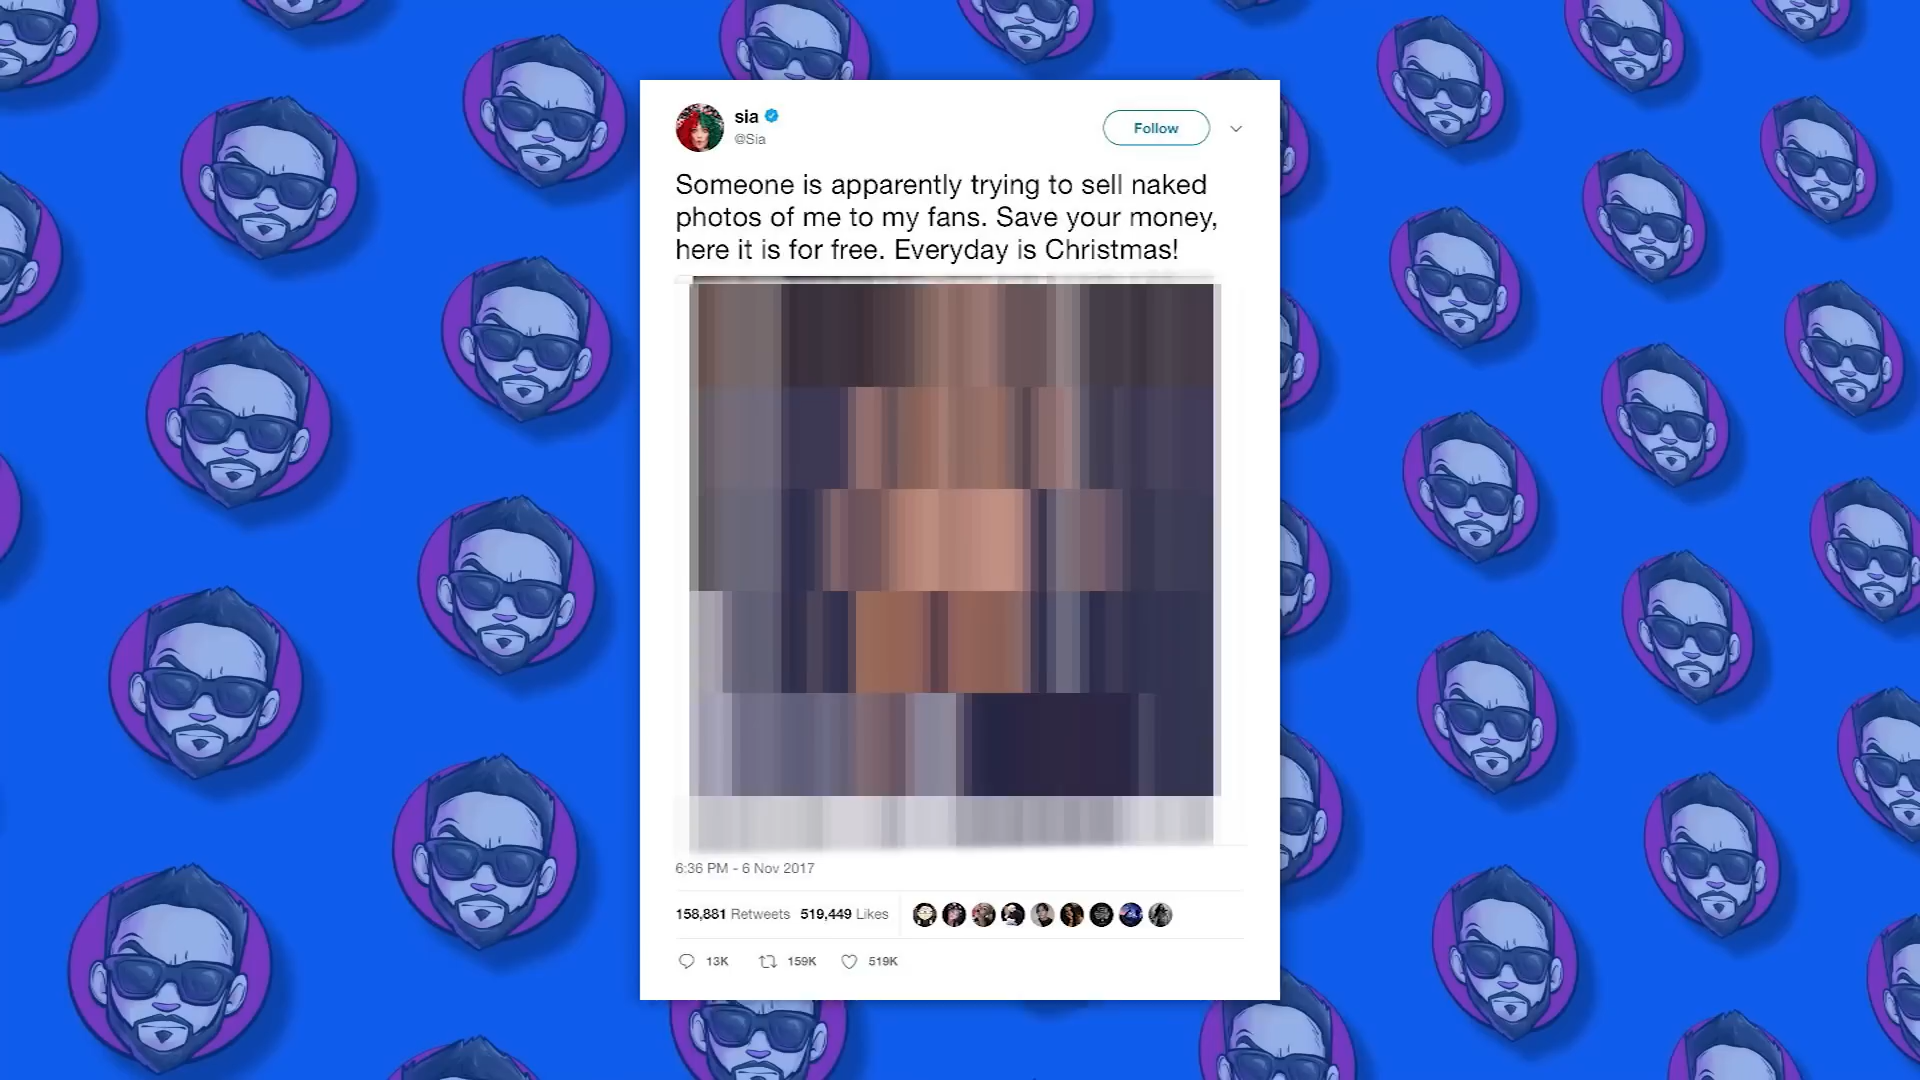 sia
@Sia
Follow
Someone is apparently trying to sell naked
photos of me to my fans. Save your money,
here it is for free. Everyday is Christmas!
6:36 PM - 6 Nov 2017
158,881 Retweets 519,449 Likes
13K 159K 519K